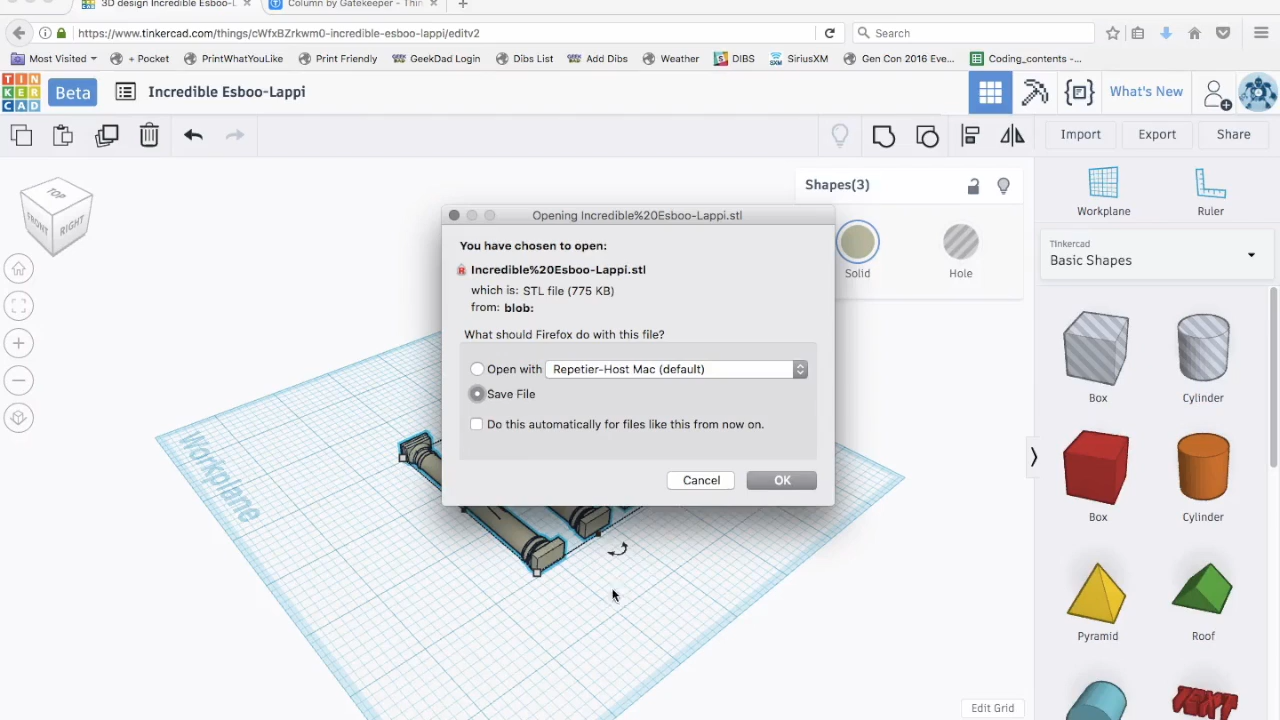 3D design Incredible Esboo-L
Column by Gatekeeper - Thin
https://www.tinkercad.com/things/cWfxBZrkwm0-incredible-esboo-lappi/editv2
Search
Most Visited
+ Pocket
PrintWhatYouLike
Print Friendly
GeekDad Login
Dibs List
Add Dibs
Weather
DIBS
SiriusXM
Gen Con 2016 Eve...
Coding_contents -...
TIN
KER
CAD
Beta
Incredible Esboo-Lappi
What's New
Import
Export
Share
TOP
FRONT
RIGHT
Shapes(3)
Solid
Hole
Workplane
Ruler
Tinkercad
Basic Shapes
Opening Incredible%20Esboo-Lappi.stl
You have chosen to open:
Incredible%20Esboo-Lappi.stl
which is: STL file (775 KB)
from: blob:
What should Firefox do with this file?
Open with
Repetier-Host Mac (default)
Save File
Do this automatically for files like this from now on.
Cancel
OK
Workplane
Box
Cylinder
Box
Cylinder
Pyramid
Roof
TEXT
Edit Grid